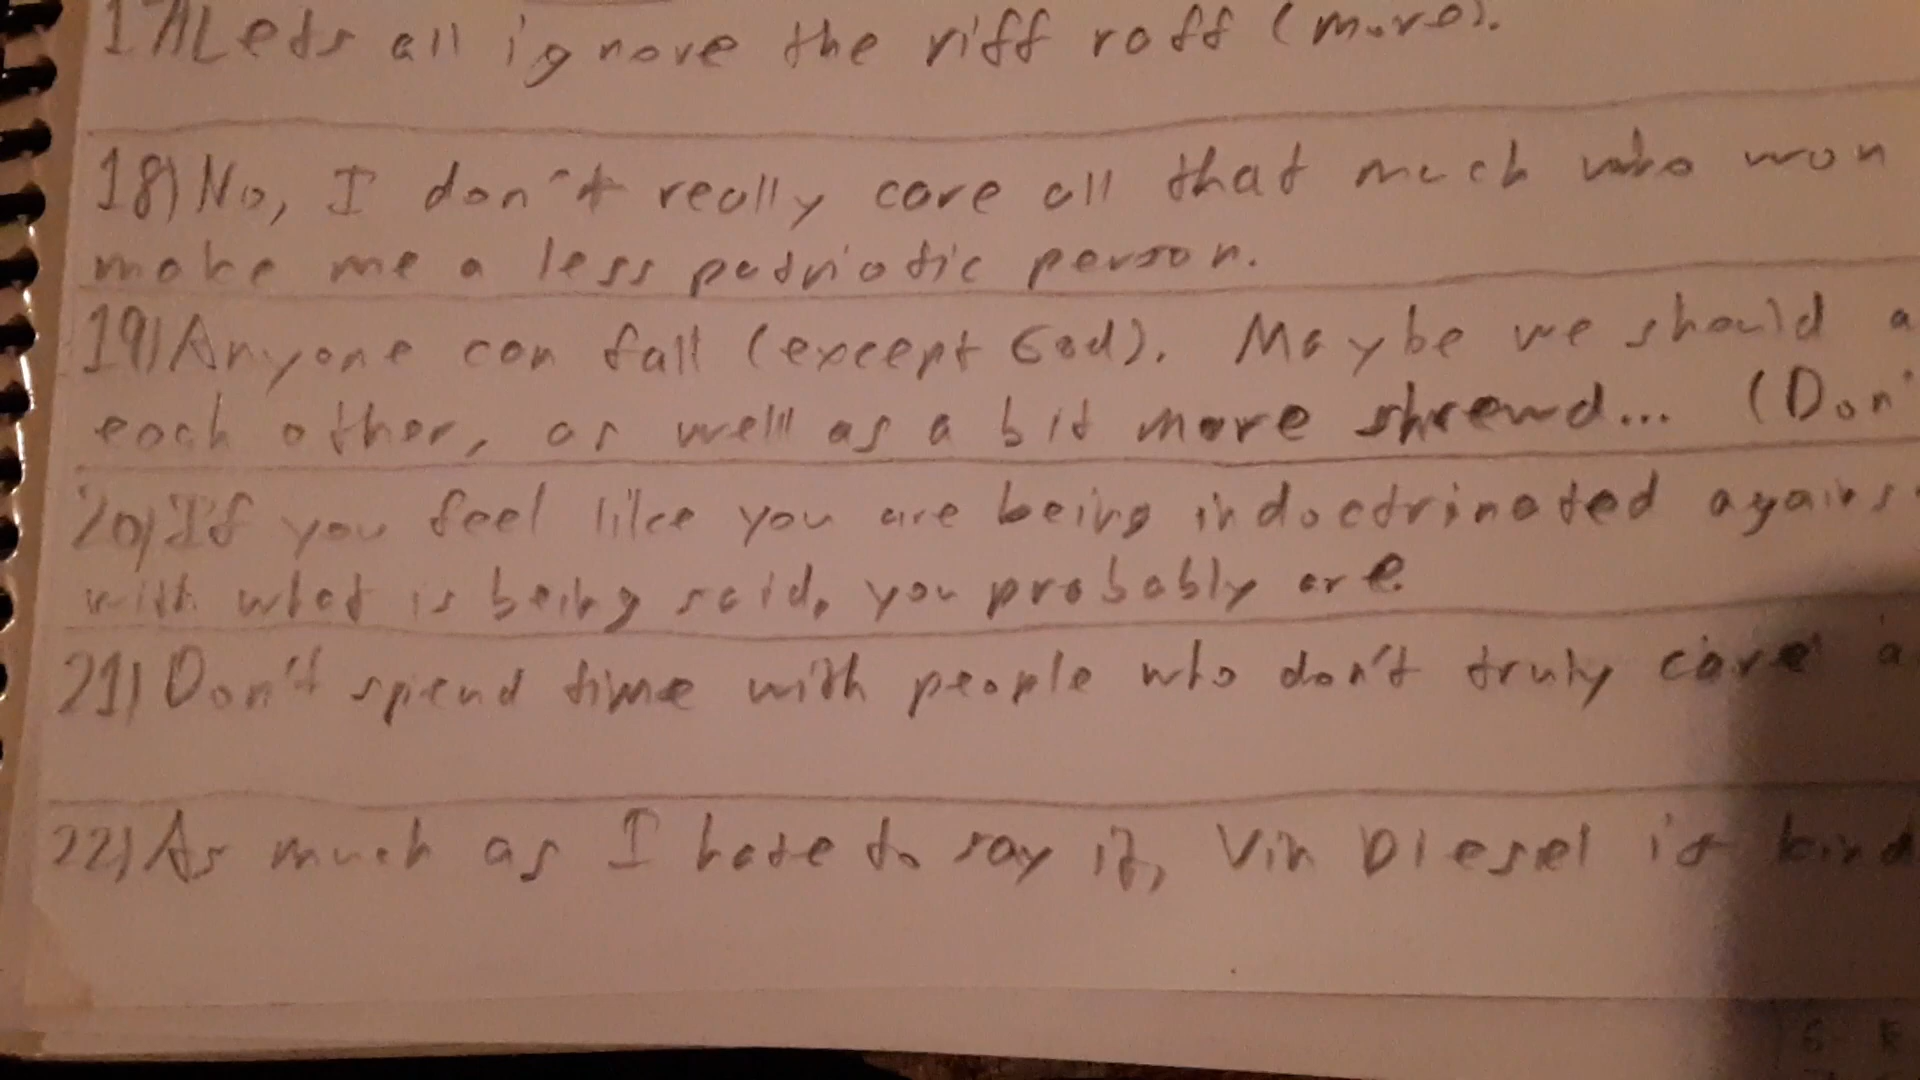 17) Lets all ignore the riff raff (more).
18) No, I don't really care all that much who won
make me a less patriotic person.
19) Anyone can fall (except God). Maybe we should a
each other, as well as a bit more shrewd... (Don'
20) If you feel like you are being indoctrinated agains
with what is being said, you probably are.
21) Don't spend time with people who don't truly care a
22) As much as I hate to say it, Vin Diesel is kind